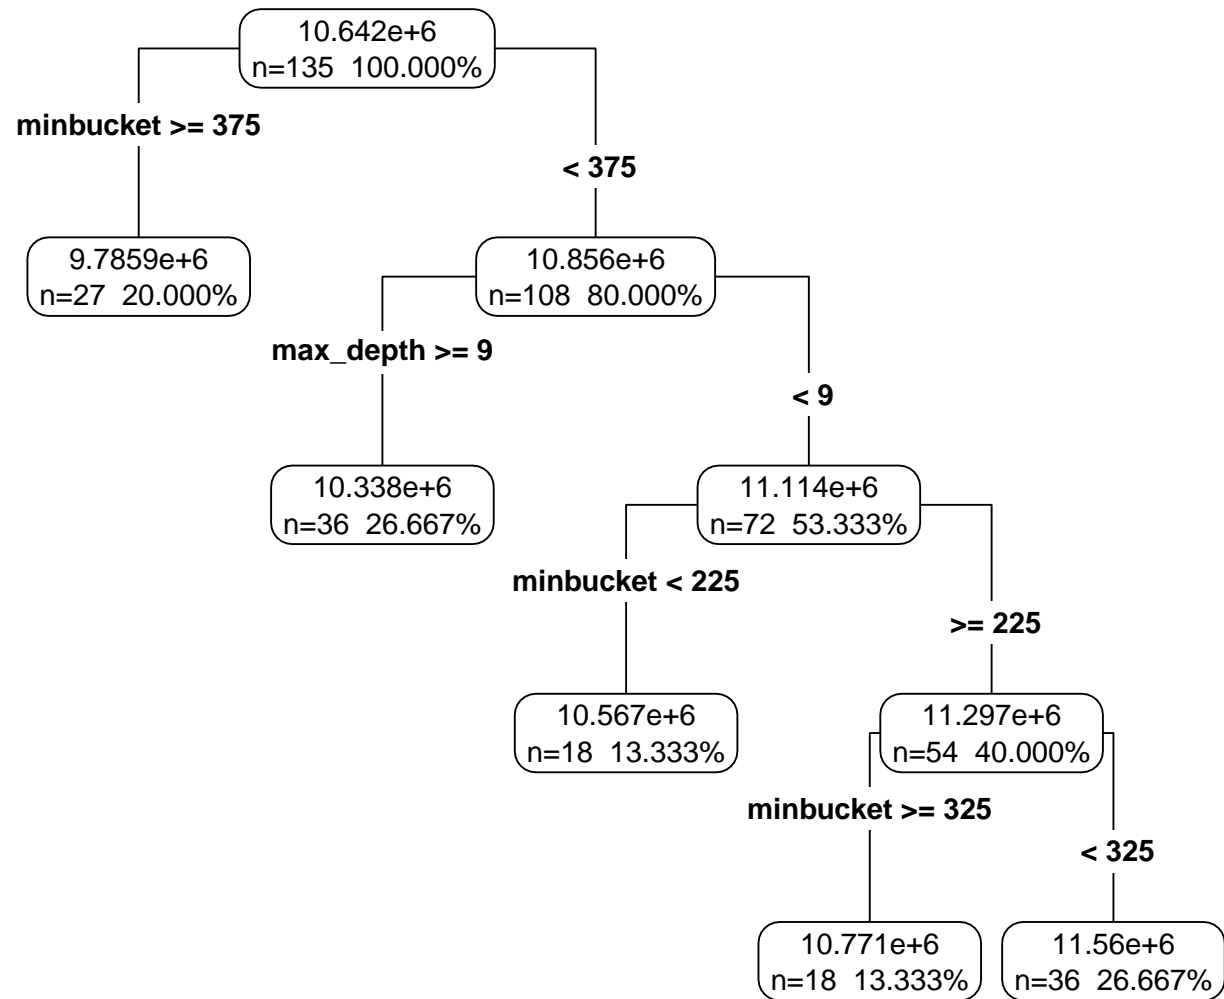 10.642e+6
n=135 100.000%
minbucket >= 375
< 375
9.7859e+6
n=27 20.000%
10.856e+6
n=108 80.000%
max_depth >= 9
< 9
10.338e+6
n=36 26.667%
11.114e+6
n=72 53.333%
minbucket < 225
>= 225
10.567e+6
n=18 13.333%
11.297e+6
n=54 40.000%
minbucket >= 325
< 325
10.771e+6
n=18 13.333%
11.56e+6
n=36 26.667%